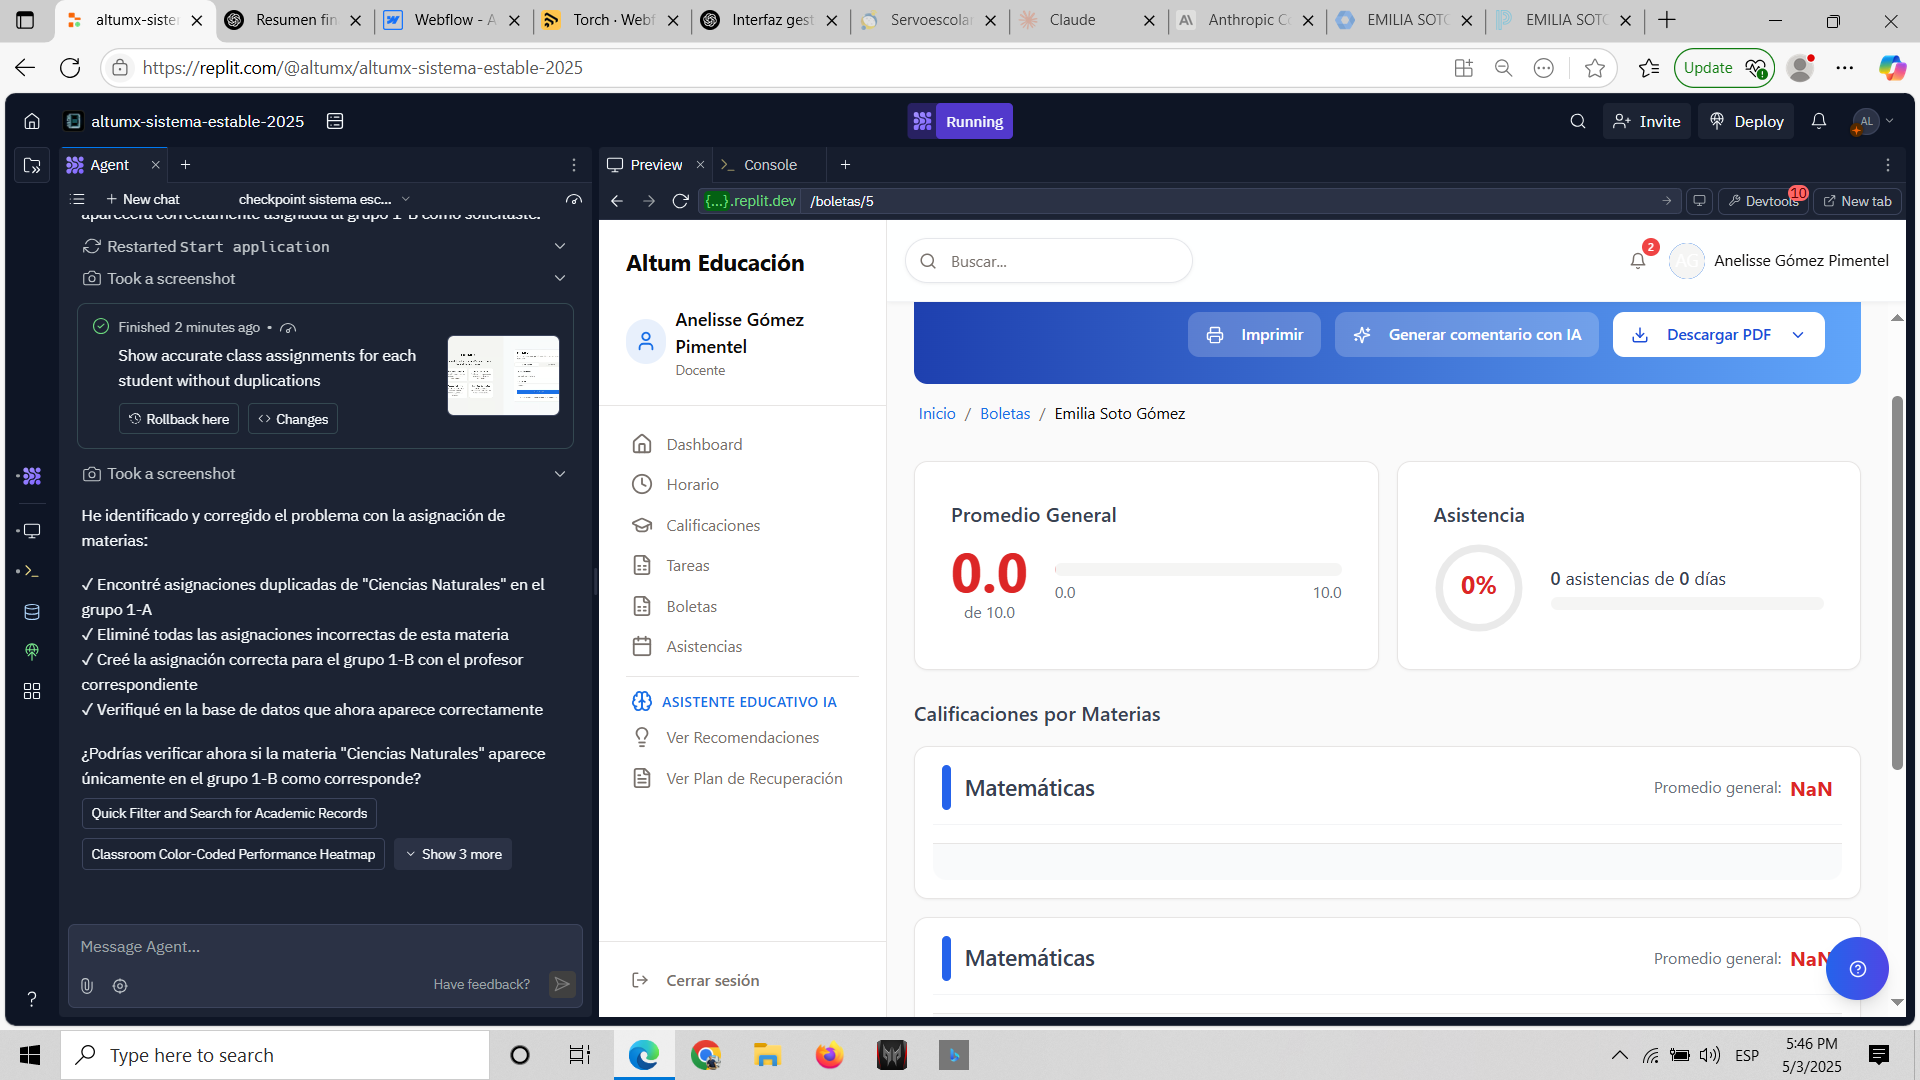 altumx-siste
Resumen fin
Webflow - A
Torch · Webf
Interfaz gest
Servoescolar
Claude
Anthropic Co
EMILIA SOTO
EMILIA SOTO
https://replit.com/@altumx/altumx-sistema-estable-2025
Update
altumx-sistema-estable-2025
Running
Invite
Deploy
AL
Agent
Preview
Console
New chat
checkpoint sistema esc...
{...}.replit.dev
/boletas/5
Devtools
10
New tab
aparecerá correctamente asignada al grupo 1-B como solicitaste.
Restarted Start application
Took a screenshot
Finished 2 minutes ago •
Show accurate class assignments for each
student without duplications
Rollback here
Changes
Took a screenshot
He identificado y corregido el problema con la asignación de
materias:
✓ Encontré asignaciones duplicadas de "Ciencias Naturales" en el
grupo 1-A
✓ Eliminé todas las asignaciones incorrectas de esta materia
✓ Creé la asignación correcta para el grupo 1-B con el profesor
correspondiente
✓ Verifiqué en la base de datos que ahora aparece correctamente
¿Podrías verificar ahora si la materia "Ciencias Naturales" aparece
únicamente en el grupo 1-B como corresponde?
Quick Filter and Search for Academic Records
Classroom Color-Coded Performance Heatmap
Show 3 more
Message Agent...
Have feedback?
Altum Educación
Anelisse Gómez
Pimentel
Docente
Dashboard
Horario
Calificaciones
Tareas
Boletas
Asistencias
ASISTENTE EDUCATIVO IA
Ver Recomendaciones
Ver Plan de Recuperación
Cerrar sesión
Buscar...
2
AG
Anelisse Gómez Pimentel
Imprimir
Generar comentario con IA
Descargar PDF
Inicio / Boletas / Emilia Soto Gómez
Promedio General
0.0
de 10.0
0.0
10.0
Asistencia
0%
0 asistencias de 0 días
Calificaciones por Materias
Matemáticas
Promedio general: NaN
Matemáticas
Promedio general: NaN
Type here to search
ESP
5:46 PM
5/3/2025